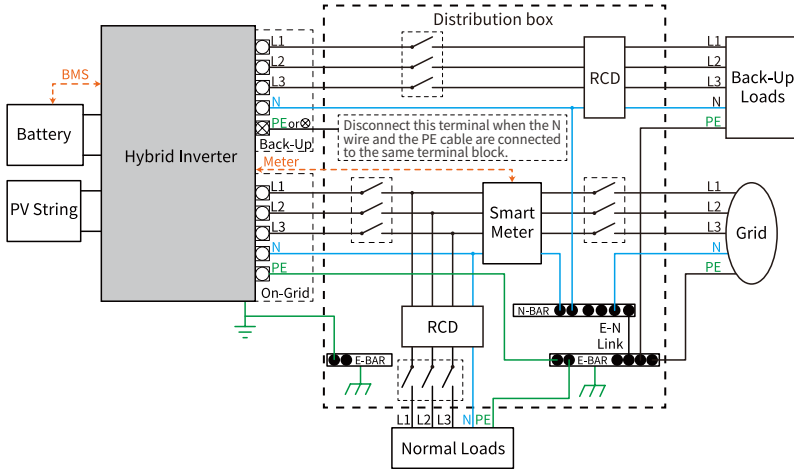 Distribution box
L1
L2
L3
N
PE or
Back-Up
RCD
L1
L2
L3
N
PE
Back-Up
Loads
BMS
Battery
Hybrid Inverter
PV String
Disconnect this terminal when the N
wire and the PE cable are connected
to the same terminal block.
Meter
L1
L2
L3
N
PE
On-Grid
Smart
Meter
L1
L2
L3
N
PE
Grid
N-BAR
E-N
Link
RCD
E-BAR
E-BAR
L1 L2 L3 N PE
Normal Loads